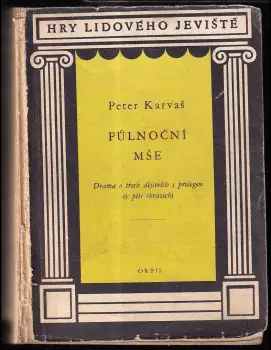 HRY LIDOVÉHO JEVIŠTĚ
Peter Karvaš
PŮLNOČNÍ
MŠE
Drama o třech dějstvích s prologem
(v pěti obrazech)
ORBIS